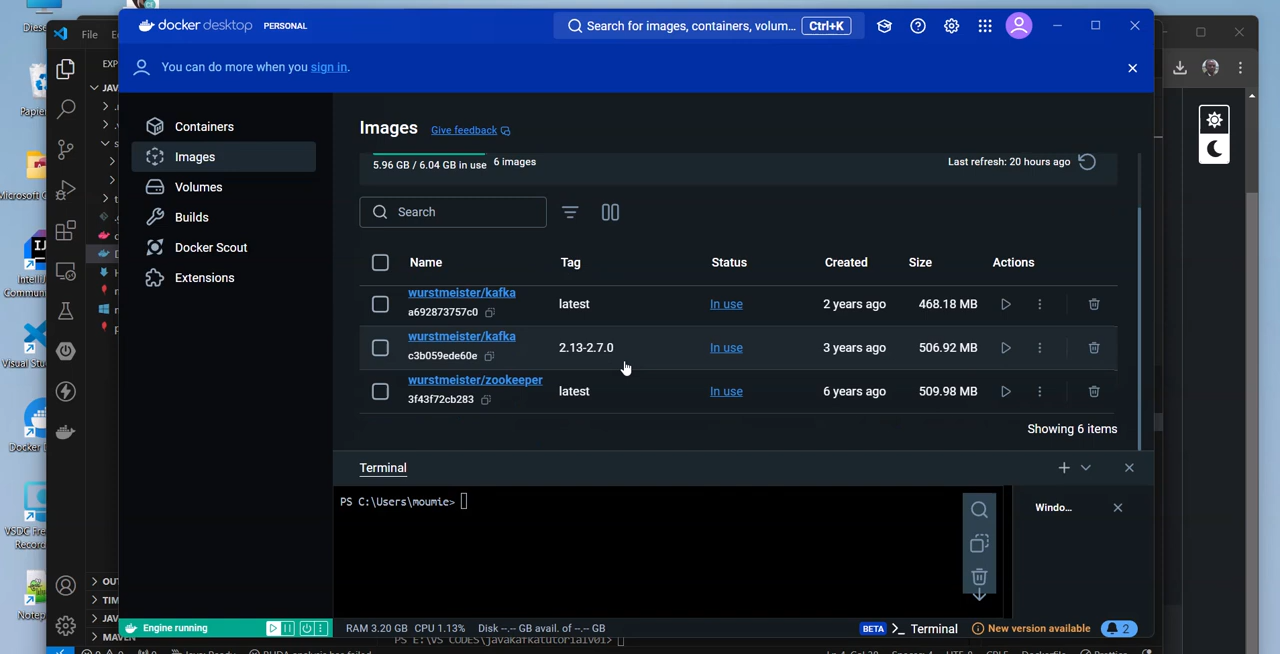 docker desktop PERSONAL
Search for images, containers, volum... Ctrl+K
You can do more when you sign in.
File
Containers
Images
Volumes
Builds
Docker Scout
Extensions
Images Give feedback
5.96 GB / 6.04 GB in use 6 images
Last refresh: 20 hours ago
Search
Name Tag Status Created Size Actions
wurstmeister/kafka
a692873757c0
latest In use 2 years ago 468.18 MB
wurstmeister/kafka
c3b059ede60e
2.13-2.7.0 In use 3 years ago 506.92 MB
wurstmeister/zookeeper
3f43f72cb283
latest In use 6 years ago 509.98 MB
Showing 6 items
Terminal
PS C:\Users\moumie>
Windo...
Engine running
RAM 3.20 GB CPU 1.13% Disk --.-- GB avail. of --.-- GB
BETA >_ Terminal
New version available
2
PS E:\VS CODES\javakafkatutorialv01>